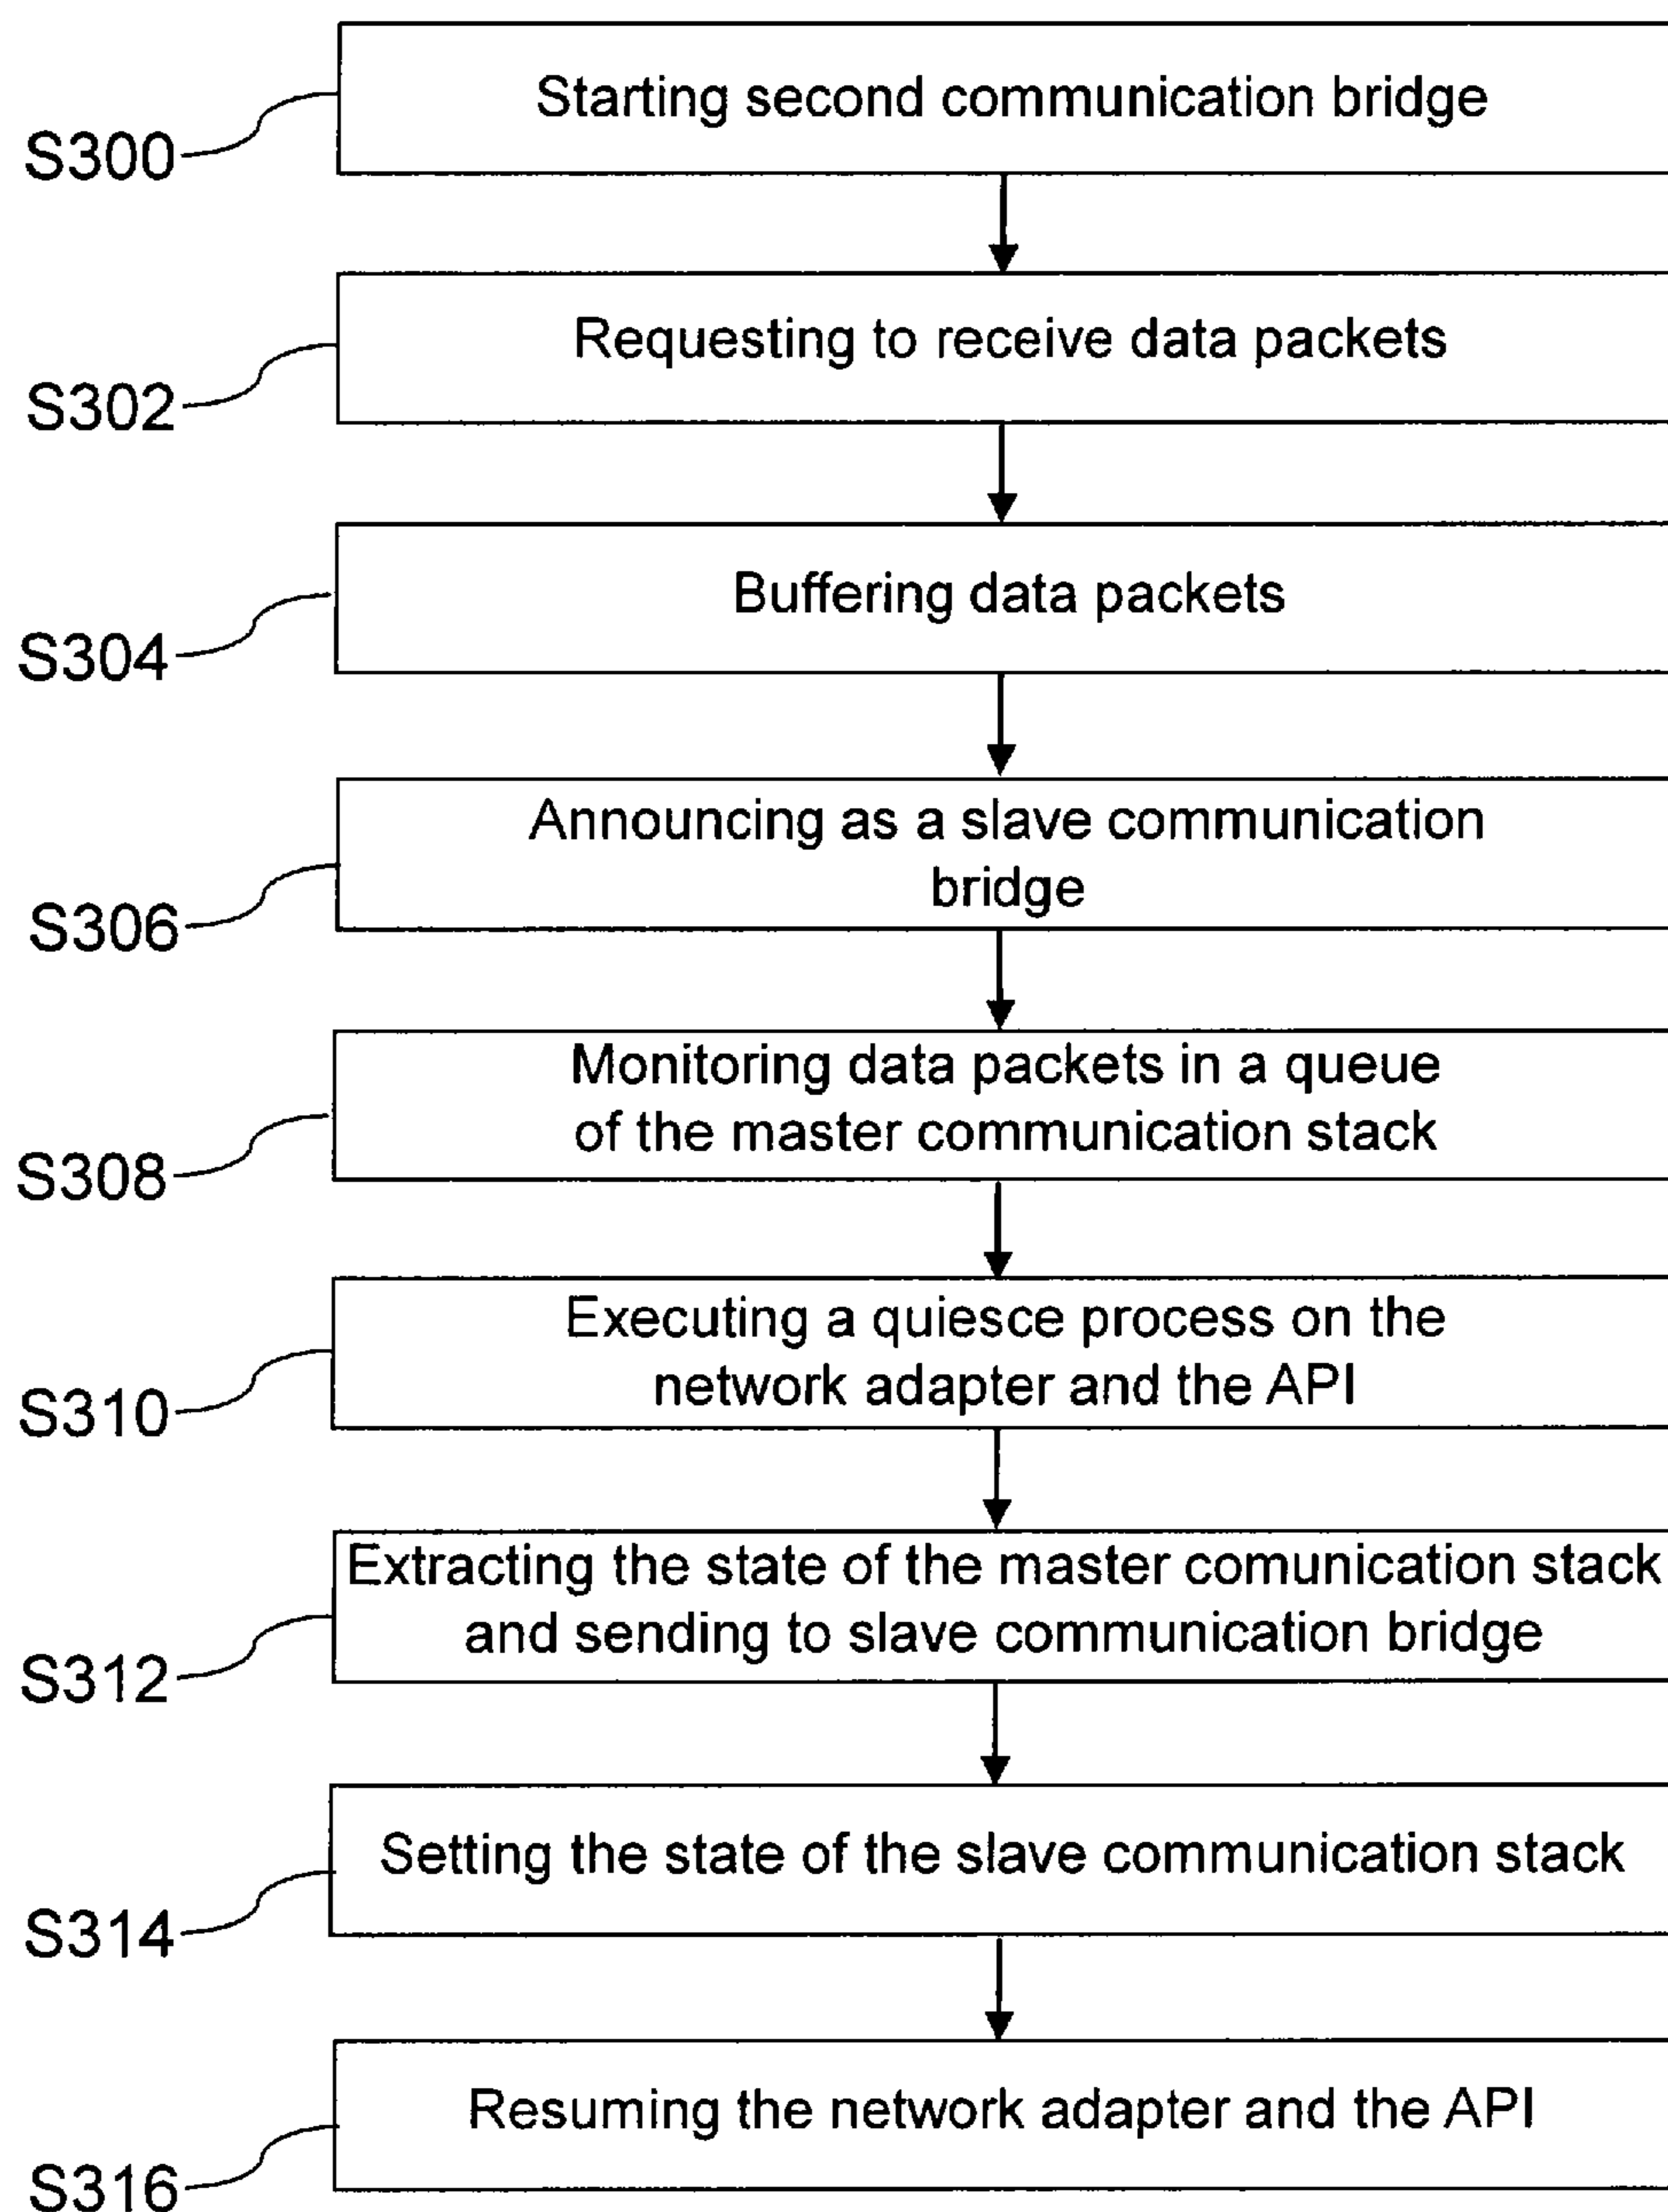 S300
Starting second communication bridge
S302
Requesting to receive data packets
S304
Buffering data packets
S306
Announcing as a slave communication
bridge
S308
Monitoring data packets in a queue
of the master communication stack
S310
Executing a quiesce process on the
network adapter and the API
S312
Extracting the state of the master comunication stack
and sending to slave communication bridge
S314
Setting the state of the slave communication stack
S316
Resuming the network adapter and the API